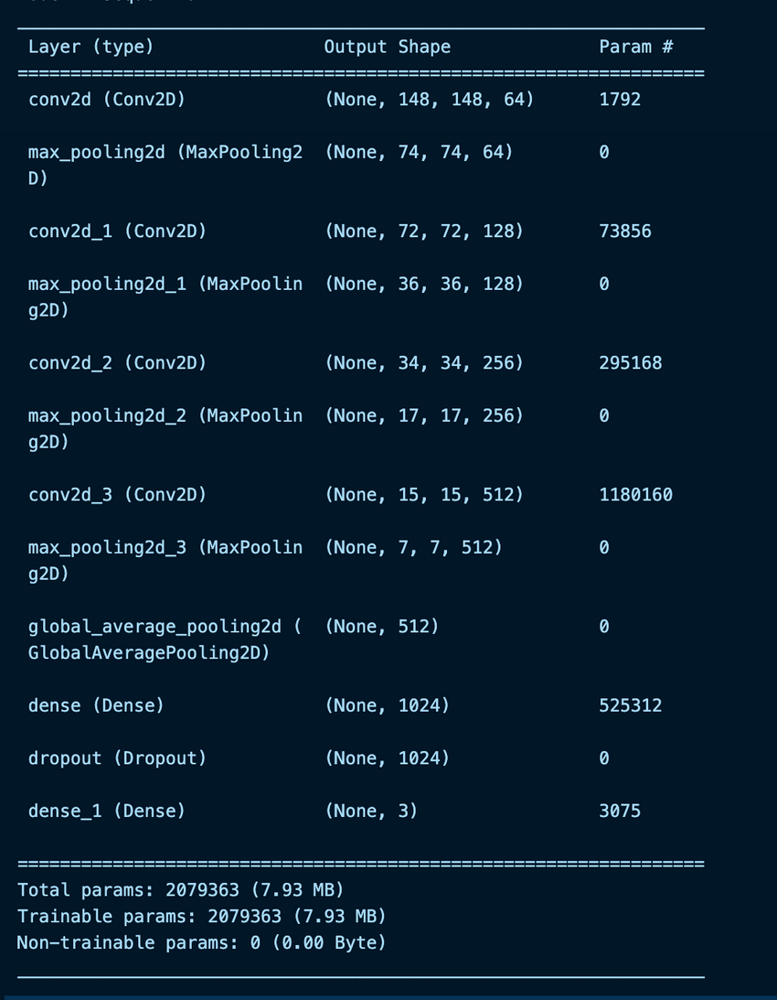 Layer (type) Output Shape Param #
=================================================================
conv2d (Conv2D) (None, 148, 148, 64) 1792
max_pooling2d (MaxPooling2 (None, 74, 74, 64) 0
D)
conv2d_1 (Conv2D) (None, 72, 72, 128) 73856
max_pooling2d_1 (MaxPoolin (None, 36, 36, 128) 0
g2D)
conv2d_2 (Conv2D) (None, 34, 34, 256) 295168
max_pooling2d_2 (MaxPoolin (None, 17, 17, 256) 0
g2D)
conv2d_3 (Conv2D) (None, 15, 15, 512) 1180160
max_pooling2d_3 (MaxPoolin (None, 7, 7, 512) 0
g2D)
global_average_pooling2d ( (None, 512) 0
GlobalAveragePooling2D)
dense (Dense) (None, 1024) 525312
dropout (Dropout) (None, 1024) 0
dense_1 (Dense) (None, 3) 3075
=================================================================
Total params: 2079363 (7.93 MB)
Trainable params: 2079363 (7.93 MB)
Non-trainable params: 0 (0.00 Byte)